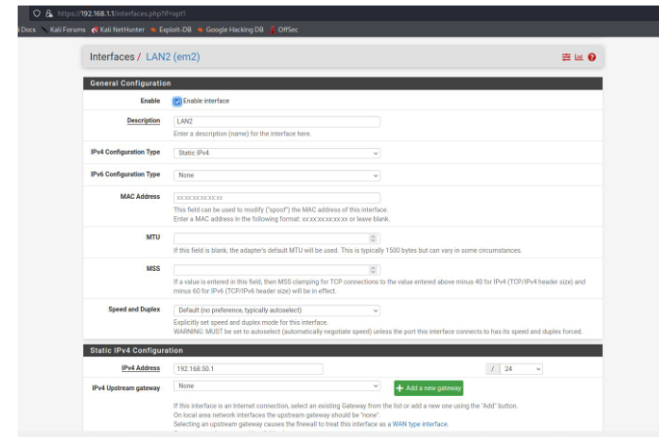 https://192.168.1.1/interfaces.php?if=opt1
Docs Kali Forums Kali NetHunter Exploit-DB Google Hacking DB OffSec
Interfaces / LAN2 (em2)
General Configuration
Enable Enable interface
Description LAN2
Enter a description (name) for the interface here.
IPv4 Configuration Type Static IPv4
IPv6 Configuration Type None
MAC Address xx:xx:xx:xx:xx:xx
This field can be used to modify ("spoof") the MAC address of this interface.
Enter a MAC address in the following format: xx:xx:xx:xx:xx:xx or leave blank.
MTU
If this field is blank, the adapter's default MTU will be used. This is typically 1500 bytes but can vary in some circumstances.
MSS
If a value is entered in this field, then MSS clamping for TCP connections to the value entered above minus 40 for IPv4 (TCP/IPv4 header size) and
minus 60 for IPv6 (TCP/IPv6 header size) will be in effect.
Speed and Duplex Default (no preference, typically autoselect)
Explicitly set speed and duplex mode for this interface.
WARNING: MUST be set to autoselect (automatically negotiate speed) unless the port this interface connects to has its speed and duplex forced.
Static IPv4 Configuration
IPv4 Address 192.168.50.1 / 24
IPv4 Upstream gateway None Add a new gateway
If this interface is an Internet connection, select an existing Gateway from the list or add a new one using the "Add" button.
On local area network interfaces the upstream gateway should be "none".
Selecting an upstream gateway causes the firewall to treat this interface as a WAN type interface.